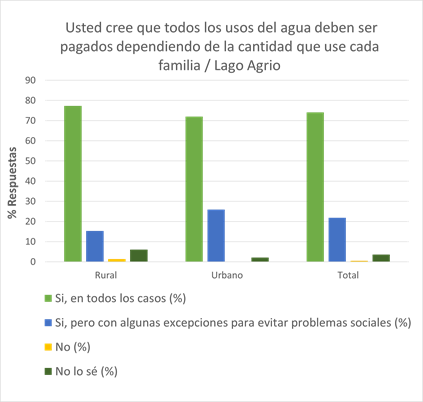 Usted cree que todos los usos del agua deben ser
pagados dependiendo de la cantidad que use cada
familia / Lago Agrio
% Respuestas
90
80
70
60
50
40
30
20
10
0
Rural Urbano Total
Si, en todos los casos (%)
Si, pero con algunas excepciones para evitar problemas sociales (%)
No (%)
No lo sé (%)